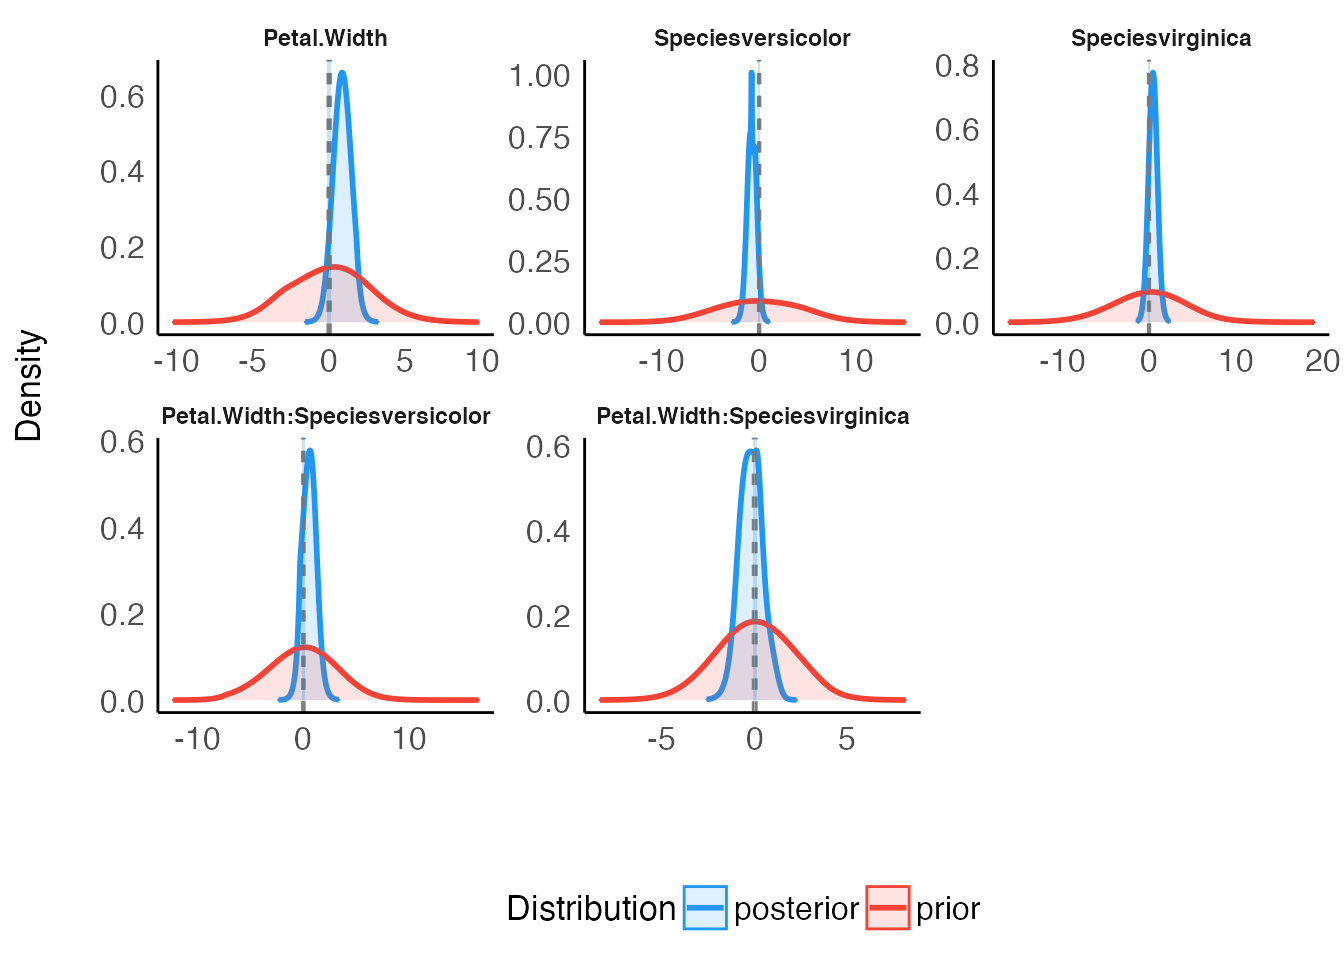 Petal.Width Speciesversicolor Speciesvirginica
0.6 0.4 0.2 0.0
-10 -5 0 5 10
1.00 0.75 0.50 0.25 0.00
-10 0 10
0.8 0.6 0.4 0.2 0.0
-10 0 10 20
Density
Petal.Width:Speciesversicolor Petal.Width:Speciesvirginica
0.6 0.4 0.2 0.0
-10 0 10
0.6 0.4 0.2 0.0
-5 0 5
Distribution posterior prior